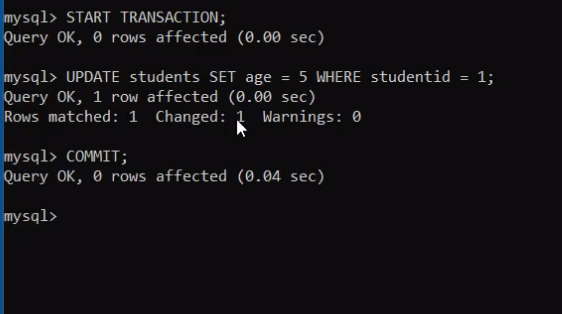 mysql> START TRANSACTION;
Query OK, 0 rows affected (0.00 sec)
mysql> UPDATE students SET age = 5 WHERE studentid = 1;
Query OK, 1 row affected (0.00 sec)
Rows matched: 1  Changed: 1  Warnings: 0
mysql> COMMIT;
Query OK, 0 rows affected (0.04 sec)
mysql>